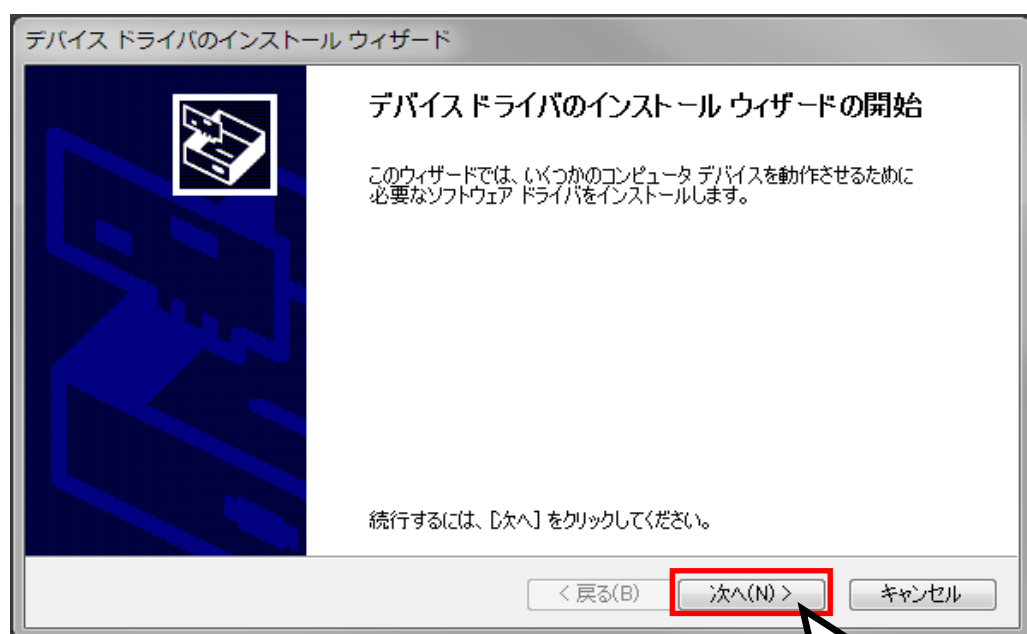 デバイス ドライバのインストール ウィザード
デバイス ドライバのインストール ウィザードの開始
このウィザードでは、いくつかのコンピュータ デバイスを動作させるために
必要なソフトウェア ドライバをインストールします。
続行するには、[次へ] をクリックしてください。
< 戻る(B) 次へ(N) > キャンセル